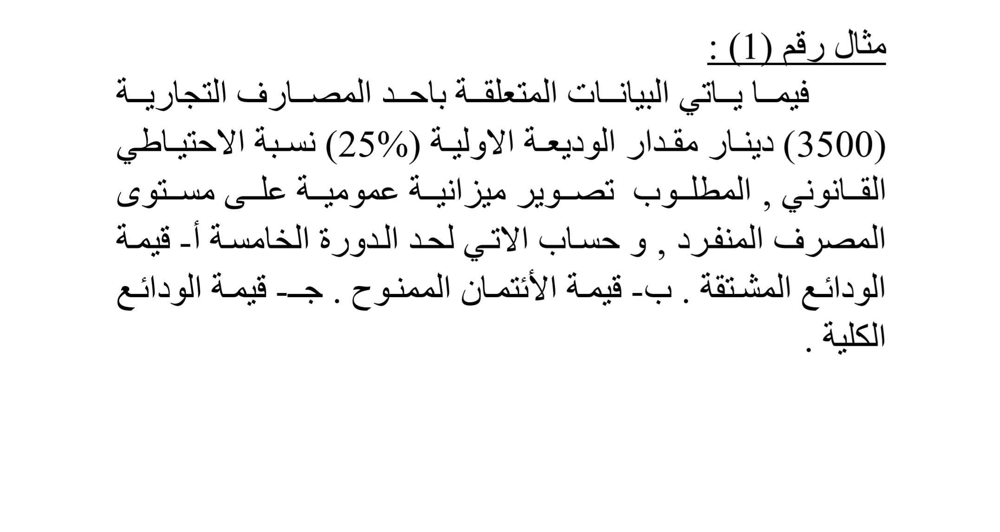 مثال رقم (1) :
فيما ياتي البيانات المتعلقة باحد المصارف التجارية
(3500) دينار مقدار الوديعة الاولية (25%) نسبة الاحتياطي
القانوني , المطلوب تصوير ميزانية عمومية على مستوى
المصرف المنفرد , و حساب الاتي لحد الدورة الخامسة أ- قيمة
الودائع المشتقة . ب- قيمة الأئتمان الممنوح . جـ- قيمة الودائع
الكلية .